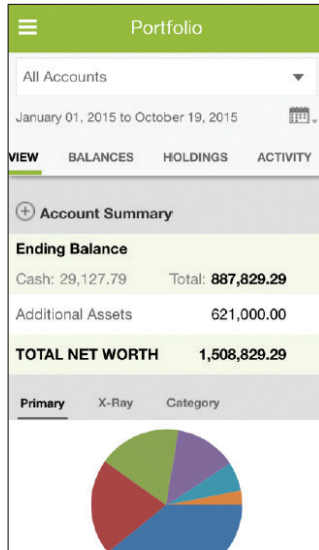 Portfolio
All Accounts
January 01, 2015 to October 19, 2015
VIEW BALANCES HOLDINGS ACTIVITY
Account Summary
Ending Balance
Cash: 29,127.79 Total: 887,829.29
Additional Assets 621,000.00
TOTAL NET WORTH 1,508,829.29
Primary X-Ray Category